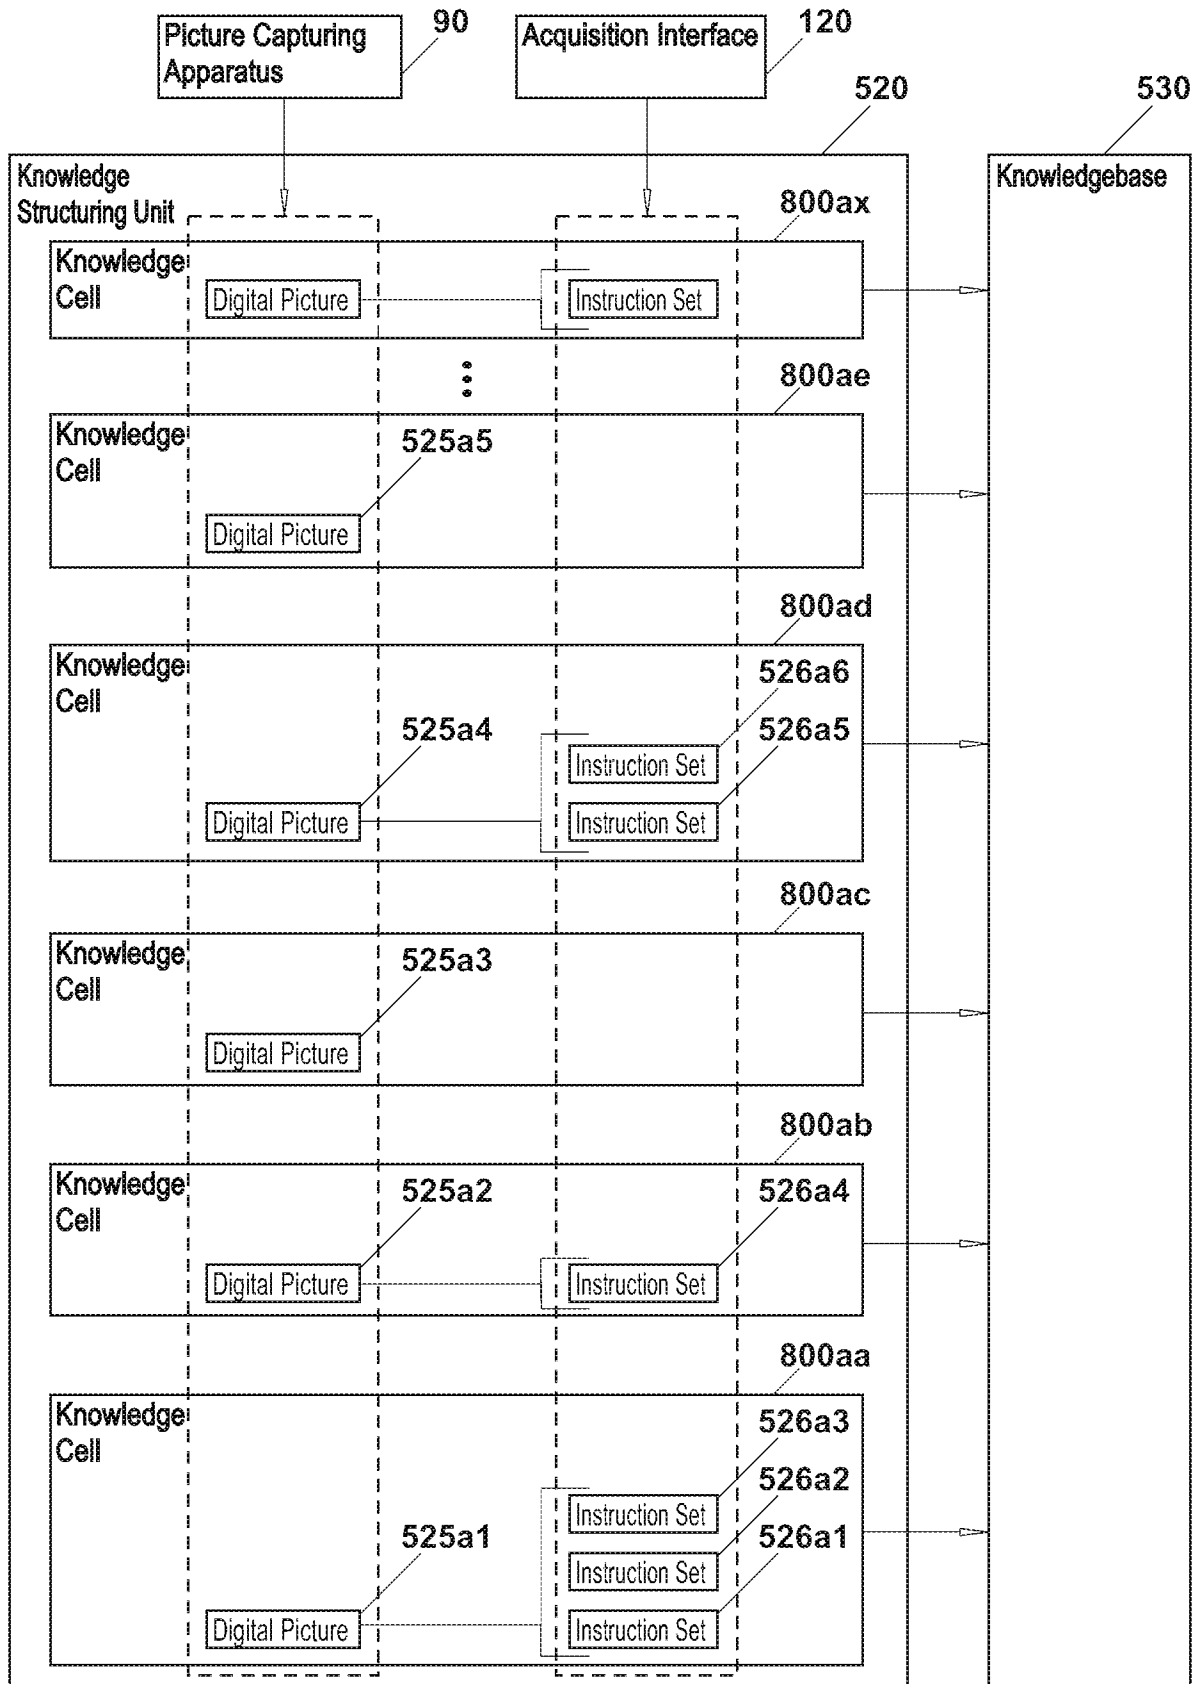 Picture Capturing
Apparatus
90
Acquisition Interface
120
520
530
Knowledge
Structuring Unit
Knowledgebase
800ax
Knowledge
Cell
Digital Picture
Instruction Set
800ae
Knowledge
Cell
525a5
Digital Picture
800ad
Knowledge
Cell
526a6
525a4
526a5
Instruction Set
Digital Picture
Instruction Set
800ac
Knowledge
Cell
525a3
Digital Picture
800ab
Knowledge
Cell
525a2
526a4
Digital Picture
Instruction Set
800aa
Knowledge
Cell
526a3
526a2
Instruction Set
525a1
526a1
Instruction Set
Digital Picture
Instruction Set